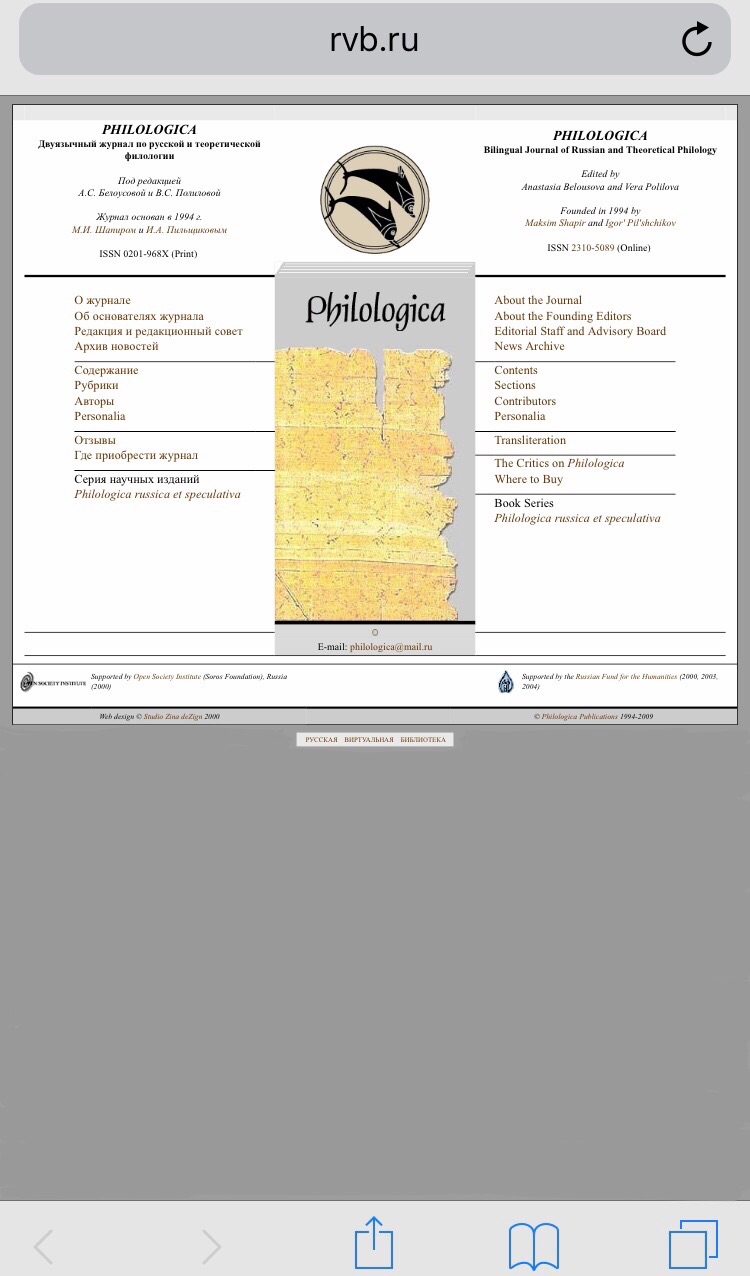 rvb.ru
PHILOLOGICA
Двуязычный журнал по русской и теоретической
филологии
Под редакцией
А.С. Белоусовой и В.С. Полиловой
Журнал основан в 1994 г.
М.И. Шапиром и И.А. Пильщиковым
ISSN 0201-968X (Print)
PHILOLOGICA
Bilingual Journal of Russian and Theoretical Philology
Edited by
Anastasia Belousova and Vera Polilova
Founded in 1994 by
Maksim Shapir and Igor' Pil'shchikov
ISSN 2310-5089 (Online)
О журнале
Об основателях журнала
Редакция и редакционный совет
Архив новостей
Содержание
Рубрики
Авторы
Personalia
Отзывы
Где приобрести журнал
Серия научных изданий
Philologica russica et speculativa
Philologica
E-mail: philologica@mail.ru
About the Journal
About the Founding Editors
Editorial Staff and Advisory Board
News Archive
Contents
Sections
Contributors
Personalia
Transliteration
The Critics on Philologica
Where to Buy
Book Series
Philologica russica et speculativa
OPEN SOCIETY INSTITUTE
Supported by Open Society Institute (Soros Foundation), Russia
(2000)
Supported by the Russian Fund for the Humanities (2000, 2003,
2004)
Web design © Studio Zina deZign 2000
© Philologica Publications 1994-2009
РУССКАЯ ВИРТУАЛЬНАЯ БИБЛИОТЕКА